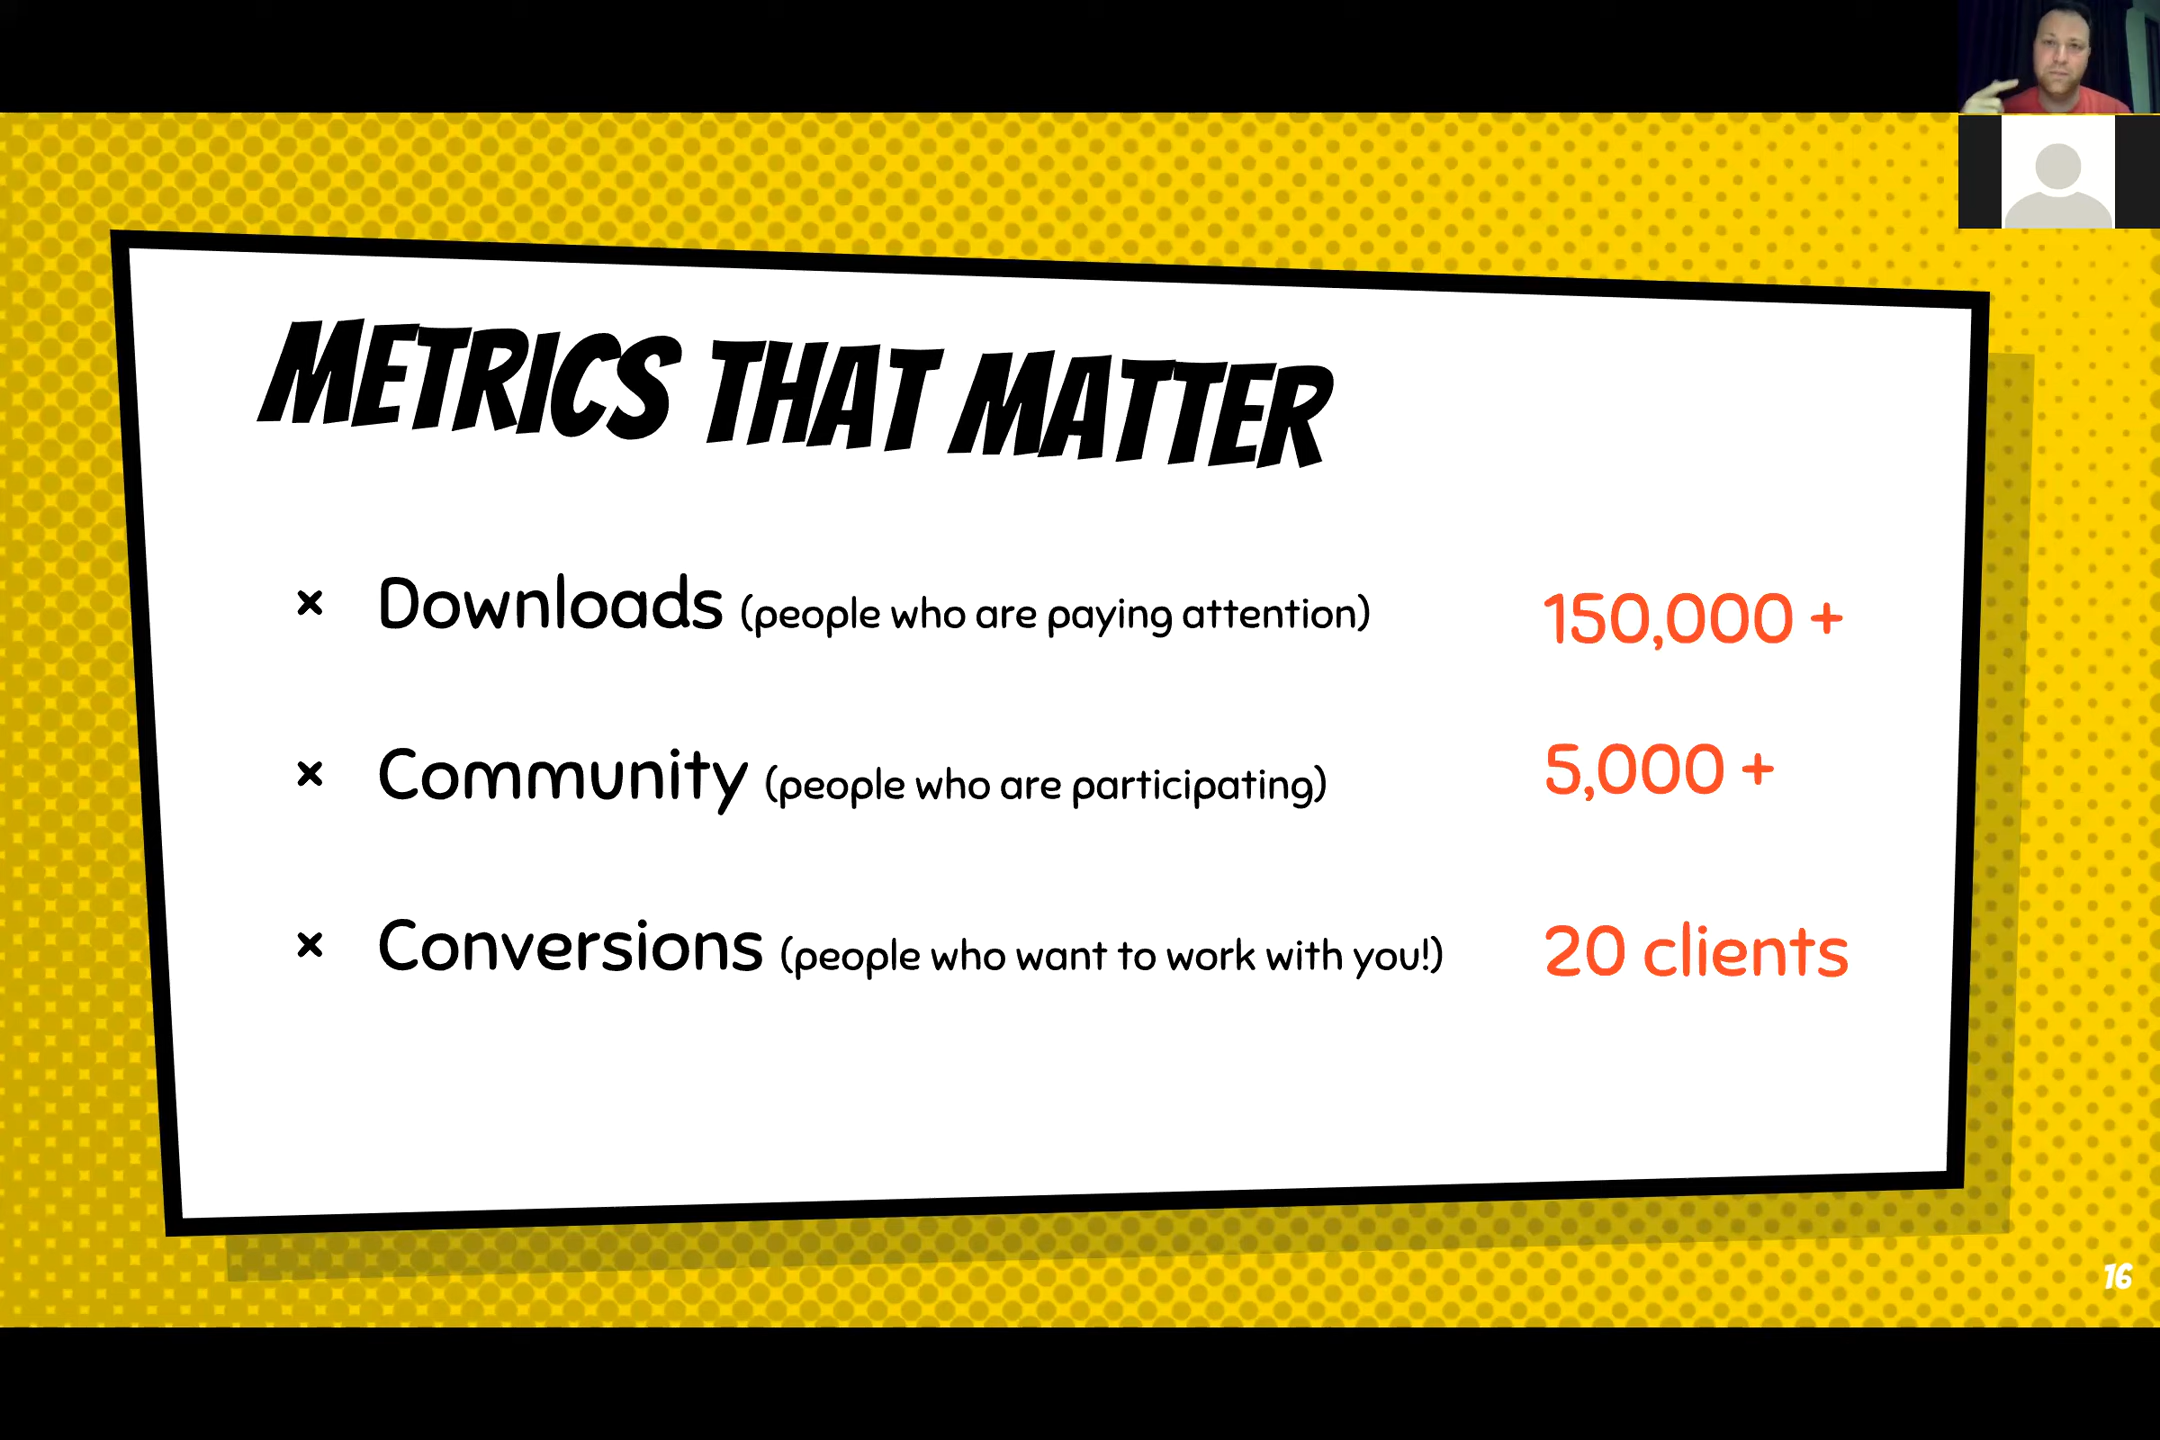 METRICS THAT MATTER
× Downloads (people who are paying attention) 150,000 +
× Community (people who are participating) 5,000 +
× Conversions (people who want to work with you!) 20 clients
16